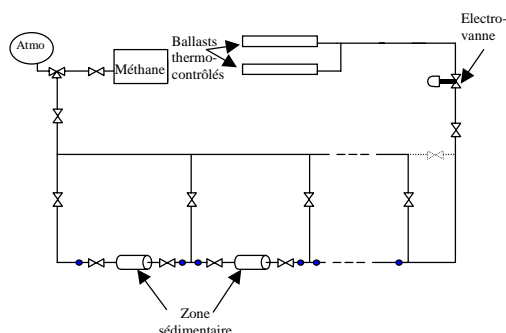 Atmo
Méthane
Ballasts
thermo-
contrôlés
Electro-
vanne
Zone
sédimentaire